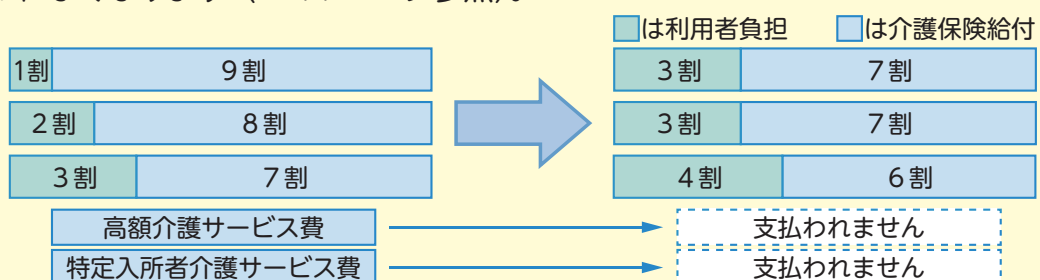 は利用者負担 は介護保険給付
1割 9割 3割 7割
2割 8割 3割 7割
3割 7割 4割 6割
高額介護サービス費 支払われません
特定入所者介護サービス費 支払われません